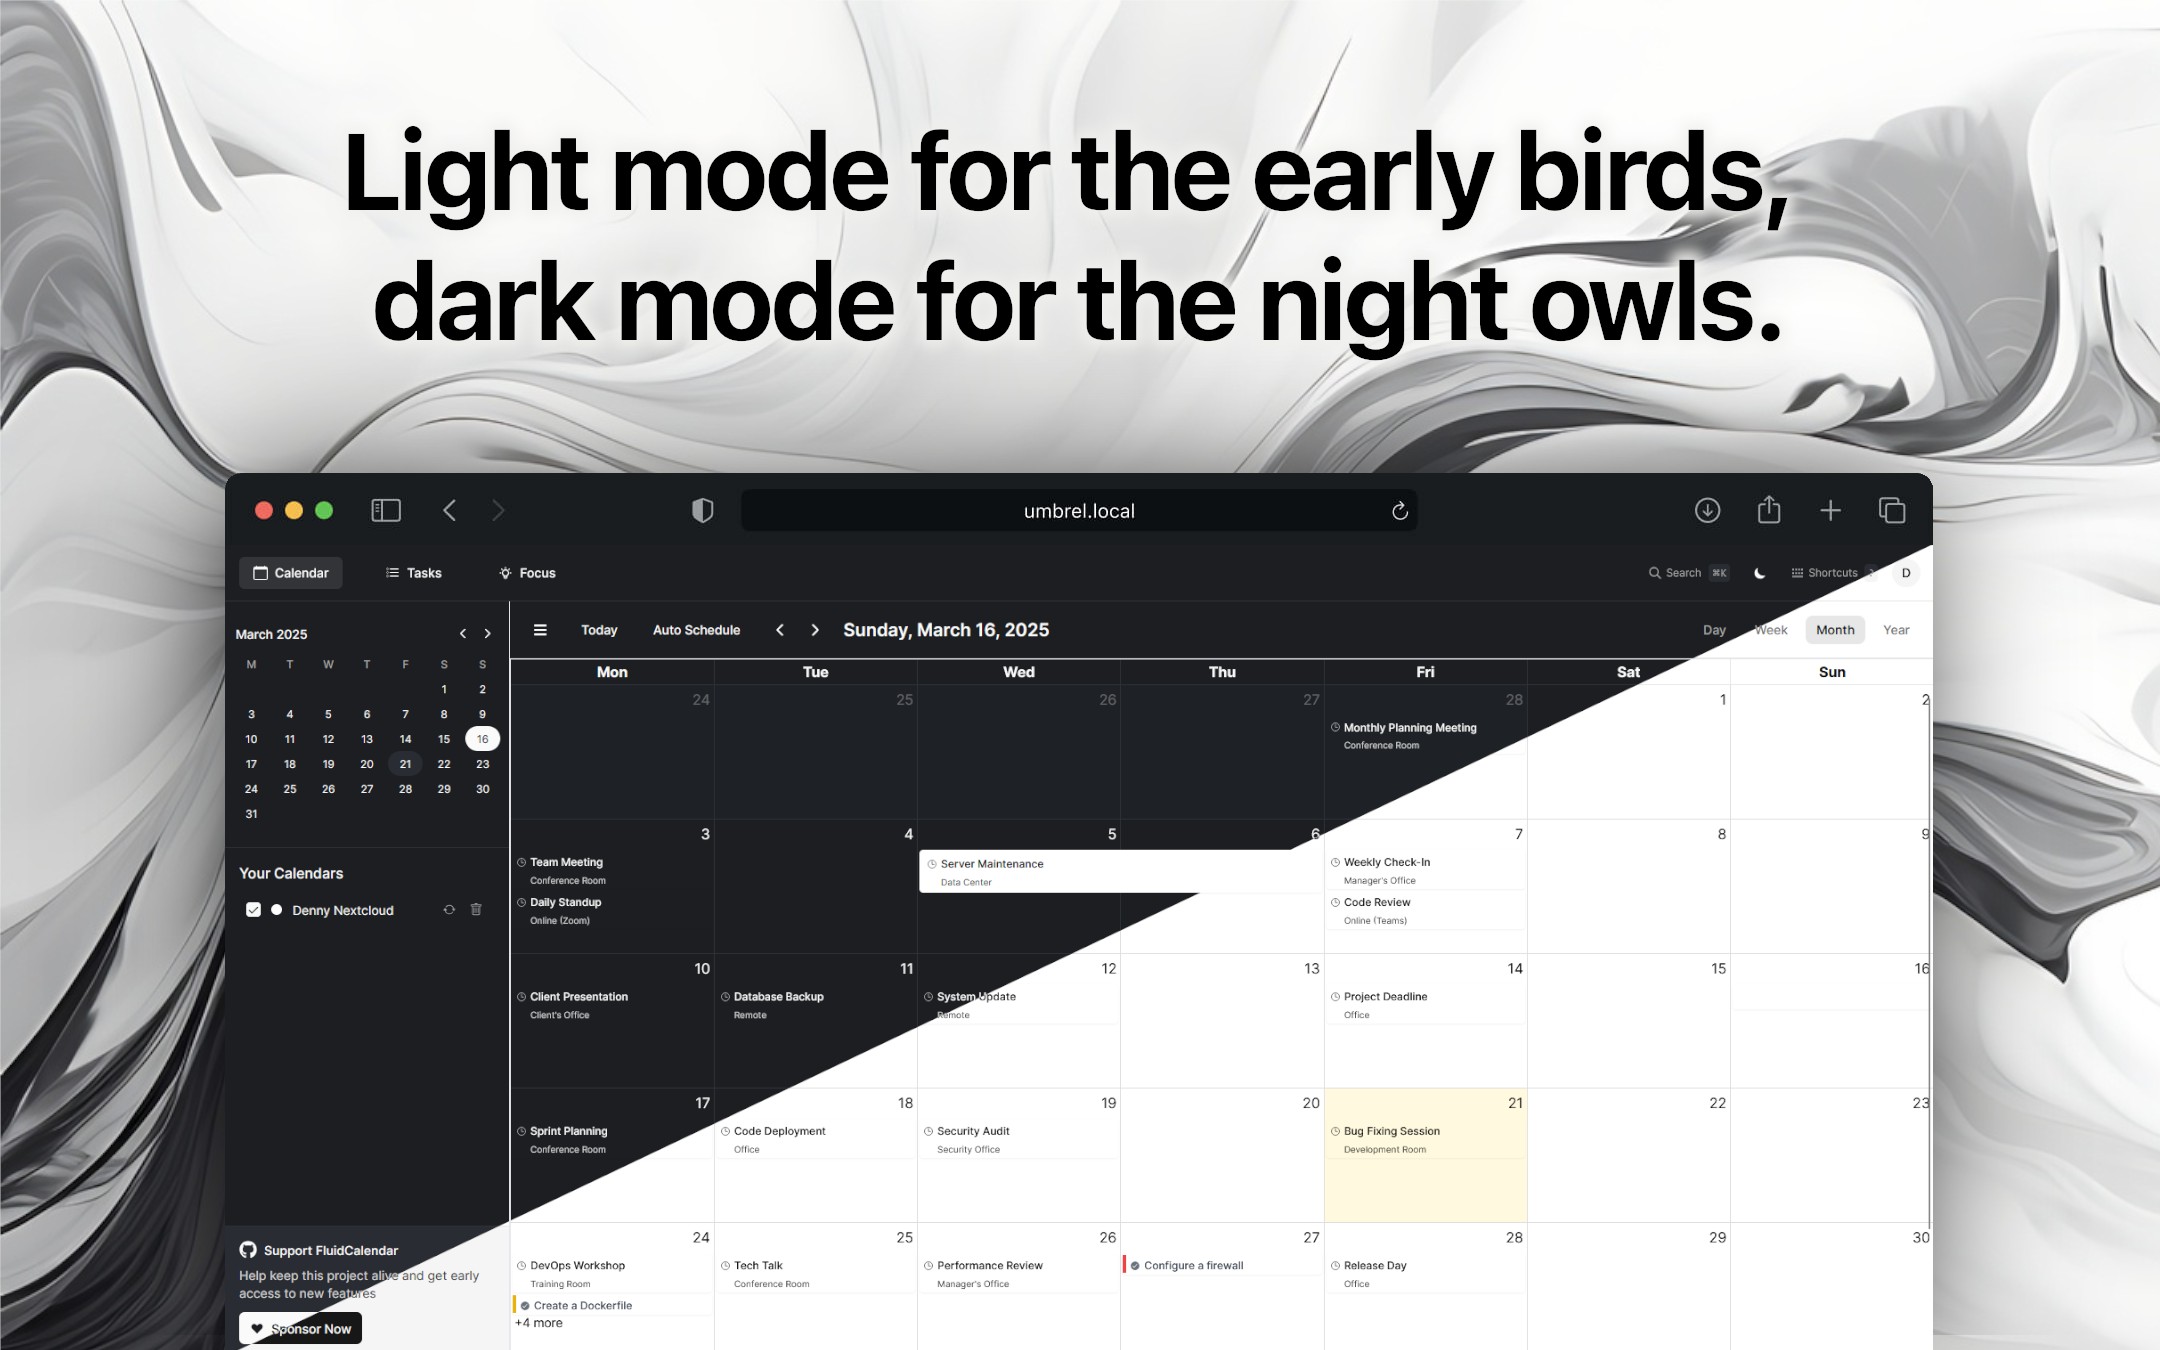 Light mode for the early birds,
dark mode for the night owls.
umbrel.local
Calendar Tasks Focus Search ⌘K Shortcuts D
March 2025
M T W T F S S
1 2
3 4 5 6 7 8 9
10 11 12 13 14 15 16
17 18 19 20 21 22 23
24 25 26 27 28 29 30
31
Your Calendars
Denny Nextcloud
Support FluidCalendar
Help keep this project alive and get early
access to new features
Sponsor Now
Today Auto Schedule Sunday, March 16, 2025 Day Week Month Year
Mon Tue Wed Thu Fri Sat Sun
24 25 26 27 28 1 2
Monthly Planning Meeting
Conference Room
3 4 5 6 7 8 9
Team Meeting Server Maintenance Weekly Check-In
Conference Room Data Center Manager's Office
Daily Standup Code Review
Online (Zoom) Online (Teams)
10 11 12 13 14 15 16
Client Presentation Database Backup System Update Project Deadline
Client's Office Remote Remote Office
17 18 19 20 21 22 23
Sprint Planning Code Deployment Security Audit Bug Fixing Session
Conference Room Office Security Office Development Room
24 25 26 27 28 29 30
DevOps Workshop Tech Talk Performance Review Configure a firewall Release Day
Training Room Conference Room Manager's Office Office
Create a Dockerfile
+4 more